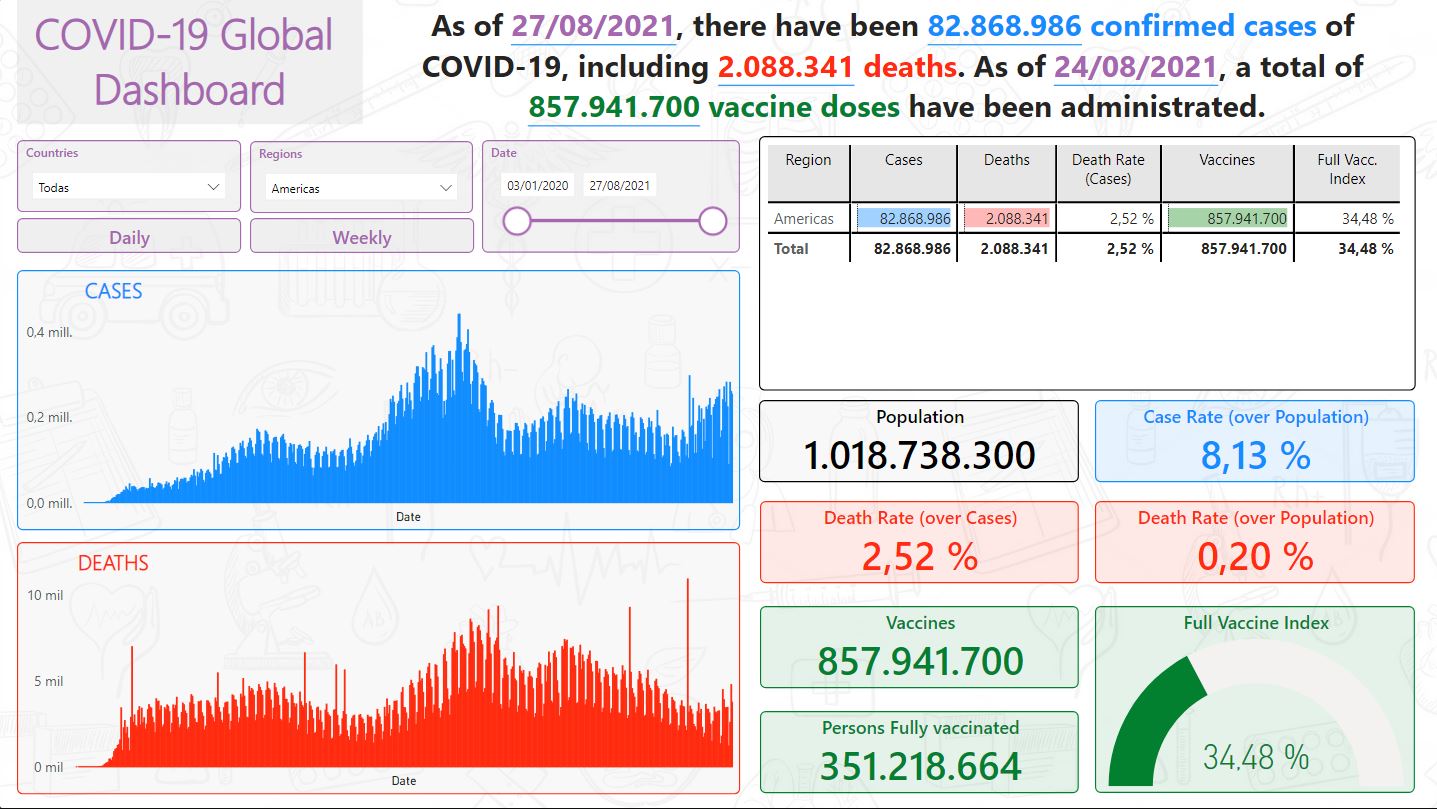 COVID-19 Global
Dashboard
As of 27/08/2021, there have been 82.868.986 confirmed cases of
COVID-19, including 2.088.341 deaths. As of 24/08/2021, a total of
857.941.700 vaccine doses have been administrated.
Countries
Todas
Regions
Americas
Date
03/01/2020 27/08/2021
Daily
Weekly
Region Cases Deaths Death Rate Vaccines Full Vacc.
(Cases) Index
Americas 82.868.986 2.088.341 2,52 % 857.941.700 34,48 %
Total 82.868.986 2.088.341 2,52 % 857.941.700 34,48 %
CASES
0,4 mill.
0,2 mill.
0,0 mill.
Date
DEATHS
10 mil
5 mil
0 mil
Date
Population
1.018.738.300
Case Rate (over Population)
8,13 %
Death Rate (over Cases)
2,52 %
Death Rate (over Population)
0,20 %
Vaccines
857.941.700
Persons Fully vaccinated
351.218.664
Full Vaccine Index
34,48 %